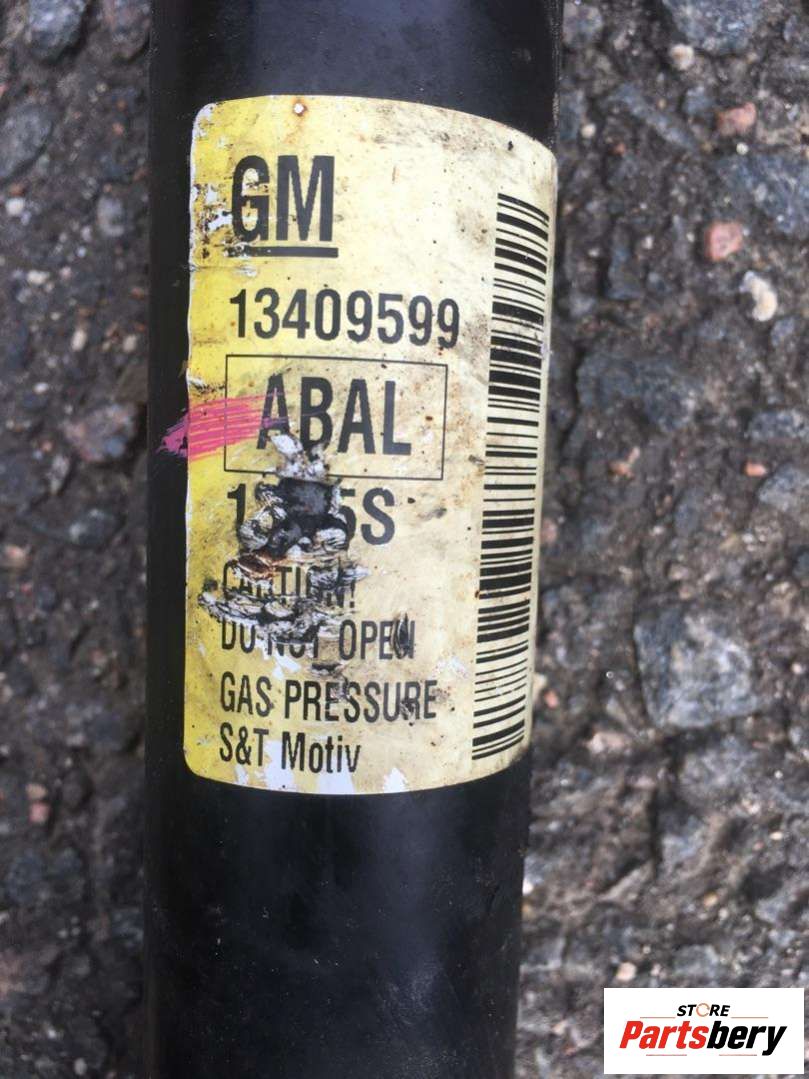 GM
13409599
ABAL
CAUTION!
DO NOT OPEN
GAS PRESSURE
S&T Motiv
STORE
Partsbery